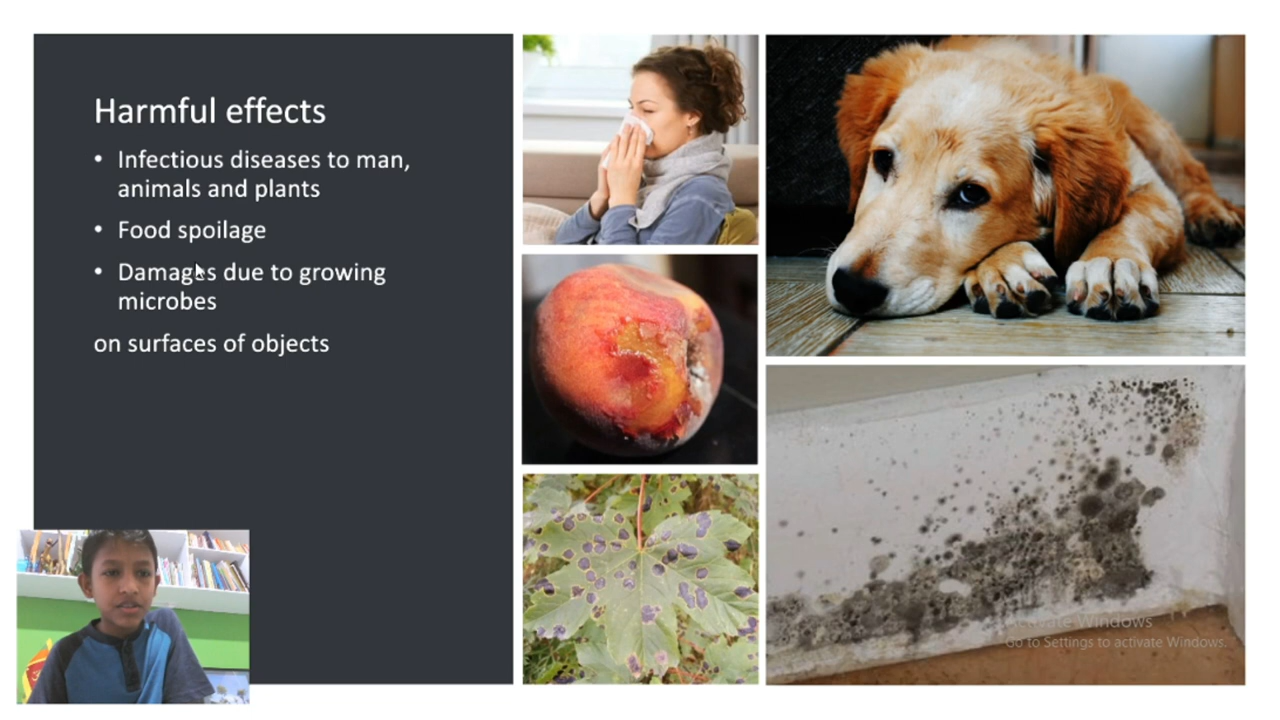 Harmful effects
• Infectious diseases to man,
animals and plants
• Food spoilage
• Damages due to growing
microbes
on surfaces of objects
Activate Windows
Go to Settings to activate Windows.